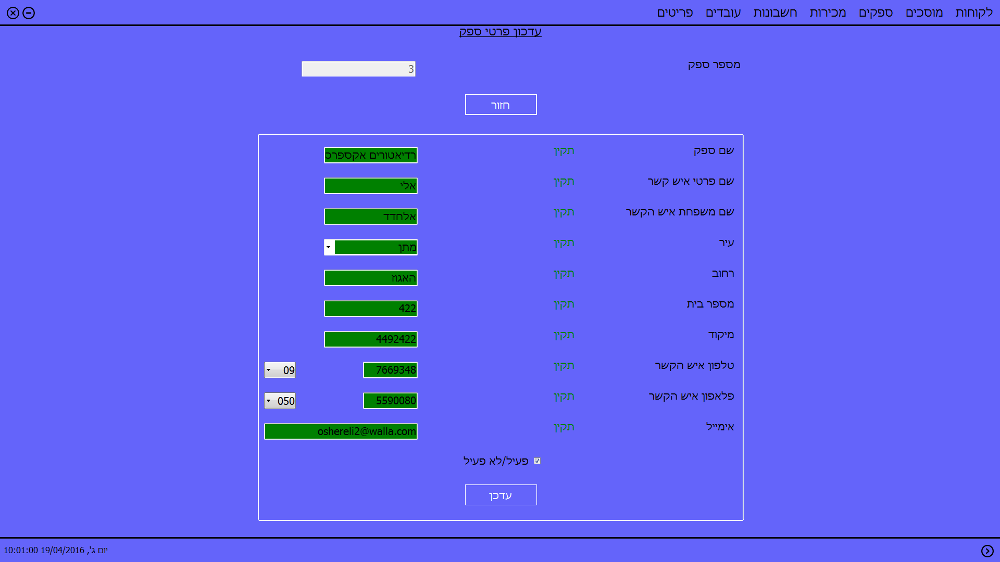 לקוחות מוסכים ספקים מכירות חשבונות עובדים פריטים
עדכון פרטי ספק
מספר ספק 3
חזור
שם ספק תקין רדיאטורים אקספרס
שם פרטי איש קשר תקין אלי
שם משפחת איש הקשר תקין אלחדד
עיר תקין מתן
רחוב תקין האגוז
מספר בית תקין 422
מיקוד תקין 4492422
טלפון איש הקשר תקין 7669348 09
פלאפון איש הקשר תקין 5590080 050
אימייל תקין oshereli2@walla.com
פעיל/לא פעיל
עדכן
יום ג', 19/04/2016 10:01:00